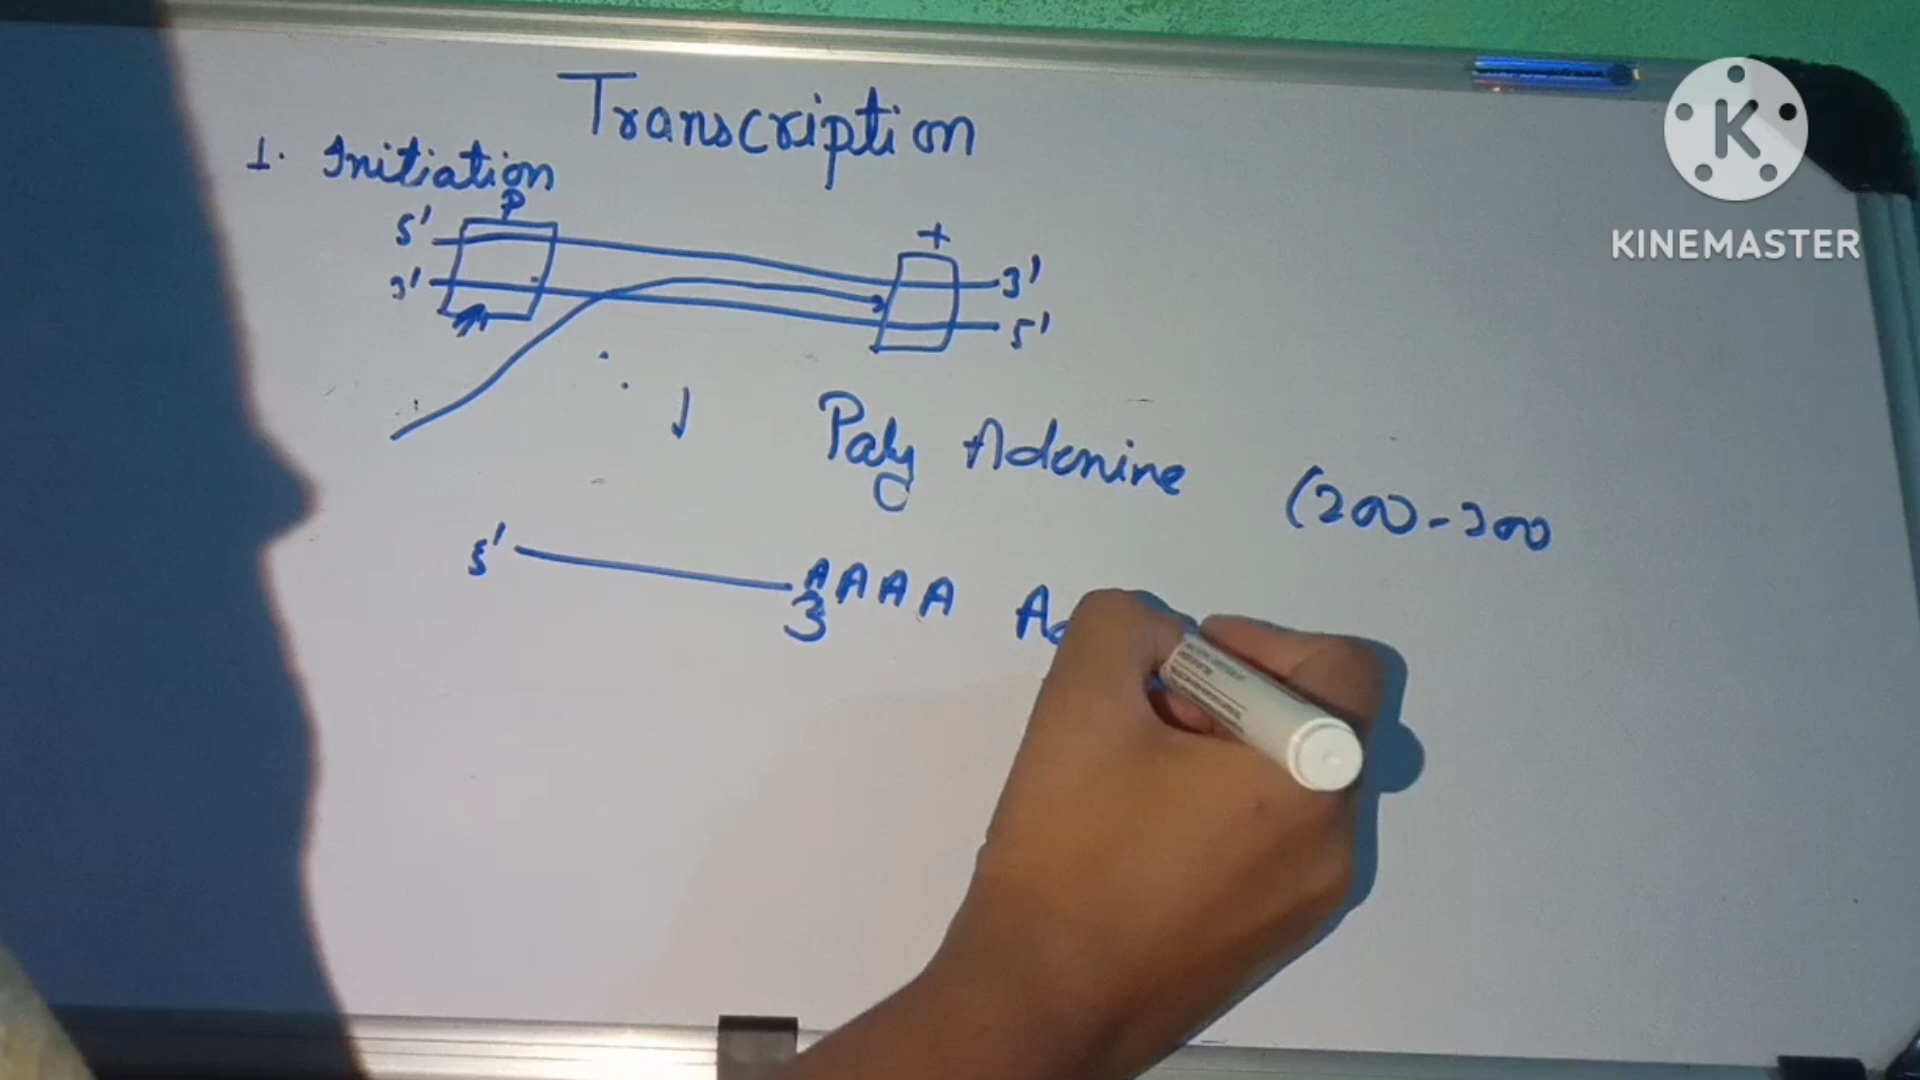 Transcription
1. Initiation
P
5' + 3'
3' 5'
Poly Adenine (200-300
5' AAAA
3
KINEMASTER